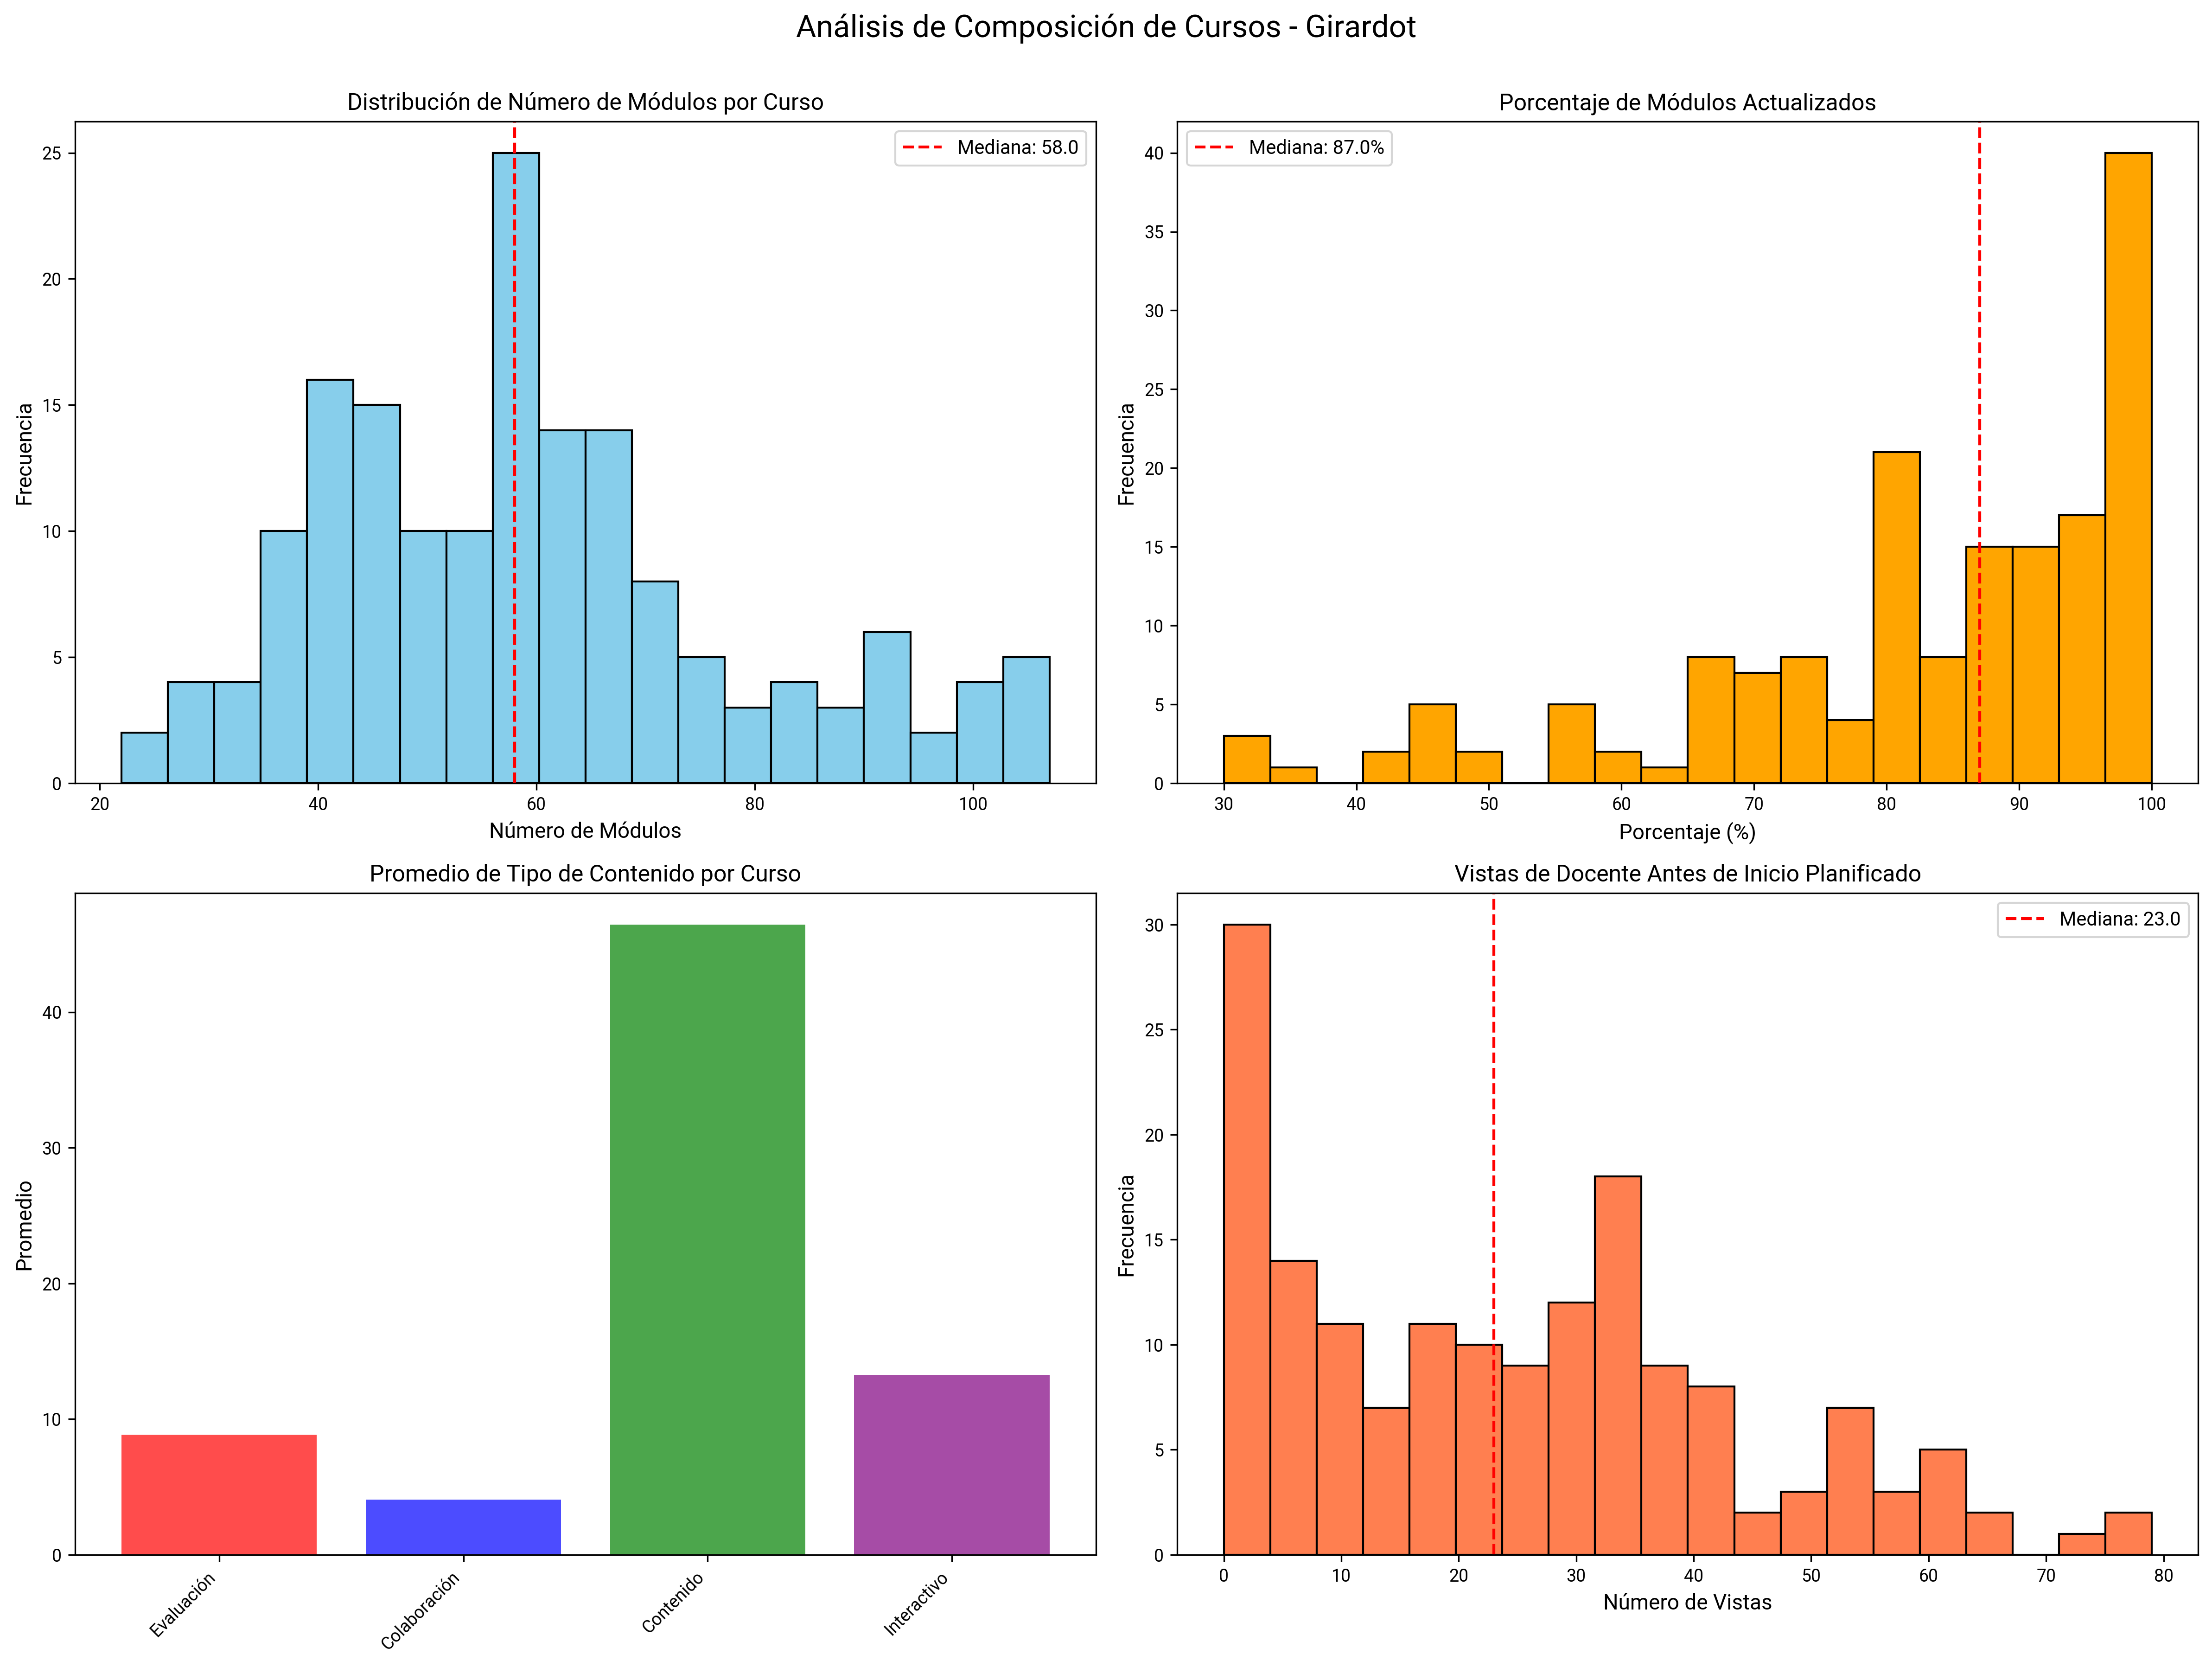 Análisis de Composición de Cursos - Girardot
Distribución de Número de Módulos por Curso
Mediana: 58.0
Frecuencia
25
20
15
10
5
0
20 40 60 80 100
Número de Módulos
Porcentaje de Módulos Actualizados
Mediana: 87.0%
Frecuencia
40
35
30
25
20
15
10
5
0
30 40 50 60 70 80 90 100
Porcentaje (%)
Promedio de Tipo de Contenido por Curso
Promedio
40
30
20
10
0
Evaluación
Colaboración
Contenido
Interactivo
Vistas de Docente Antes de Inicio Planificado
Mediana: 23.0
Frecuencia
30
25
20
15
10
5
0
0 10 20 30 40 50 60 70 80
Número de Vistas